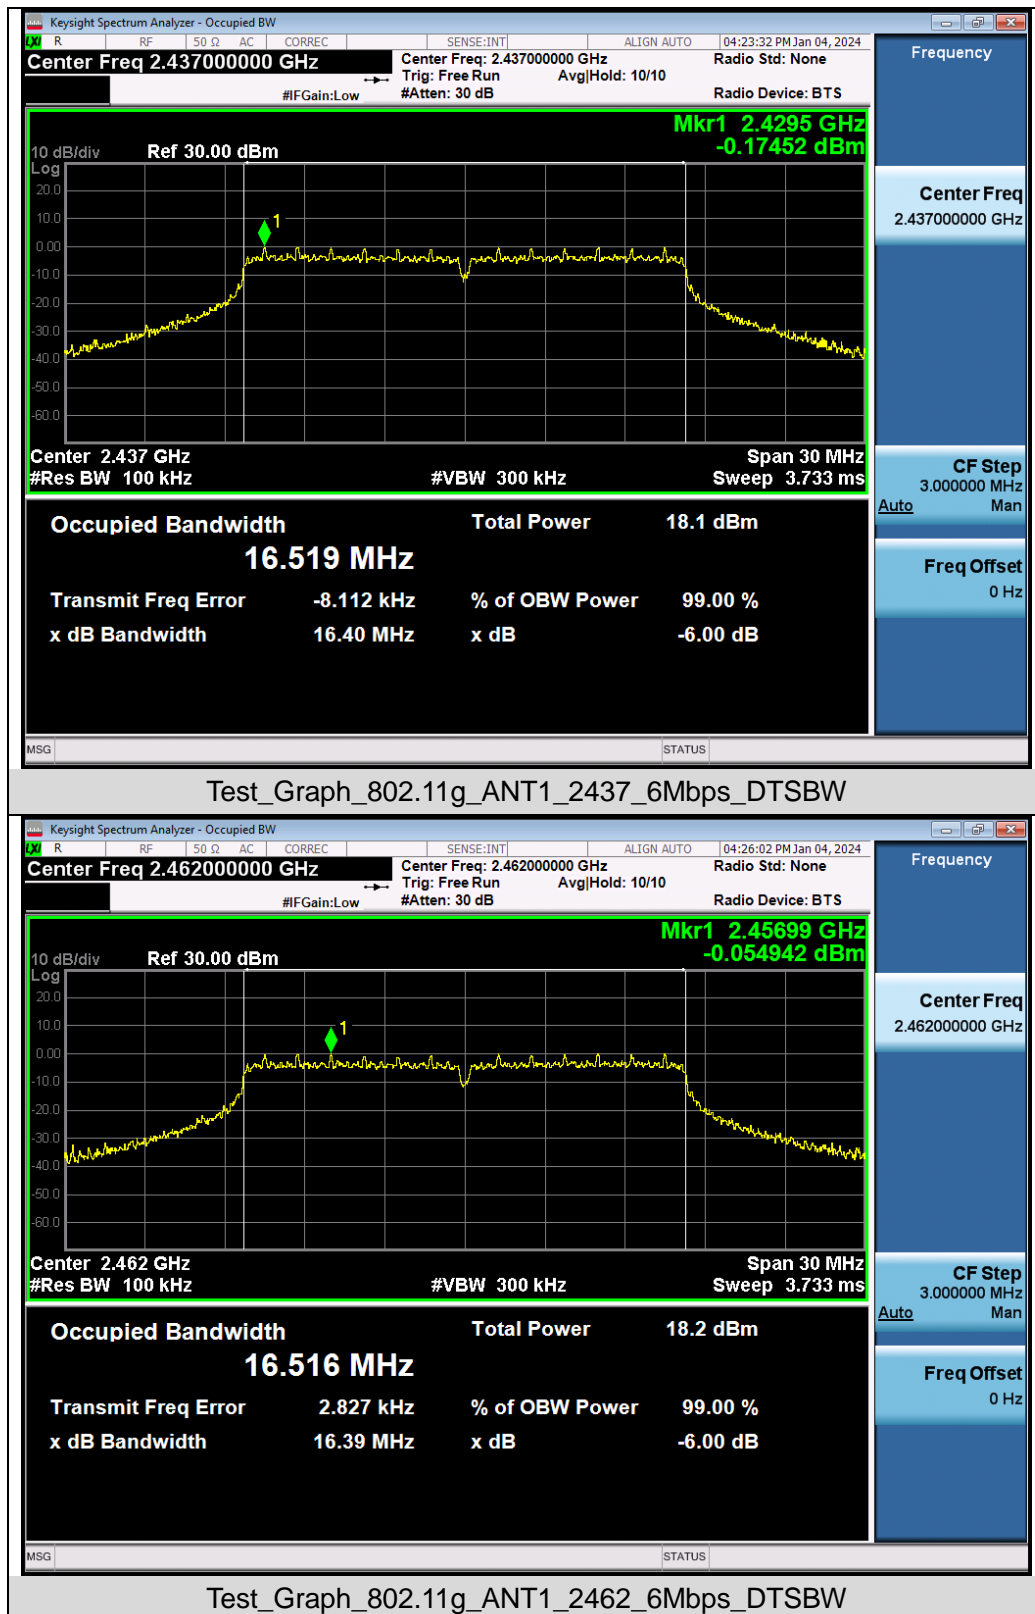 Keysight Spectrum Analyzer - Occupied BW
LXI R RF 50 Ω AC CORREC SENSE:INT ALIGN AUTO 04:23:32 PM Jan 04, 2024
Center Freq 2.437000000 GHz
Center Freq: 2.437000000 GHz
Radio Std: None
Trig: Free Run Avg|Hold: 10/10
#IFGain:Low
#Atten: 30 dB
Radio Device: BTS
Frequency
Mkr1 2.4295 GHz
-0.17452 dBm
10 dB/div Ref 30.00 dBm
Log
20.0
10.0
0.00
-10.0
-20.0
-30.0
-40.0
-50.0
-60.0
1
Center Freq
2.437000000 GHz
Center 2.437 GHz Span 30 MHz
#Res BW 100 kHz #VBW 300 kHz Sweep 3.733 ms
CF Step
3.000000 MHz
Auto Man
Occupied Bandwidth Total Power 18.1 dBm
16.519 MHz
Freq Offset
0 Hz
Transmit Freq Error -8.112 kHz % of OBW Power 99.00 %
x dB Bandwidth 16.40 MHz x dB -6.00 dB
MSG STATUS
Test_Graph_802.11g_ANT1_2437_6Mbps_DTSBW
Keysight Spectrum Analyzer - Occupied BW
LXI R RF 50 Ω AC CORREC SENSE:INT ALIGN AUTO 04:26:02 PM Jan 04, 2024
Center Freq 2.462000000 GHz
Center Freq: 2.462000000 GHz
Radio Std: None
Trig: Free Run Avg|Hold: 10/10
#IFGain:Low
#Atten: 30 dB
Radio Device: BTS
Frequency
Mkr1 2.45699 GHz
-0.054942 dBm
10 dB/div Ref 30.00 dBm
Log
20.0
10.0
0.00
-10.0
-20.0
-30.0
-40.0
-50.0
-60.0
1
Center Freq
2.462000000 GHz
Center 2.462 GHz Span 30 MHz
#Res BW 100 kHz #VBW 300 kHz Sweep 3.733 ms
CF Step
3.000000 MHz
Auto Man
Occupied Bandwidth Total Power 18.2 dBm
16.516 MHz
Freq Offset
0 Hz
Transmit Freq Error 2.827 kHz % of OBW Power 99.00 %
x dB Bandwidth 16.39 MHz x dB -6.00 dB
MSG STATUS
Test_Graph_802.11g_ANT1_2462_6Mbps_DTSBW